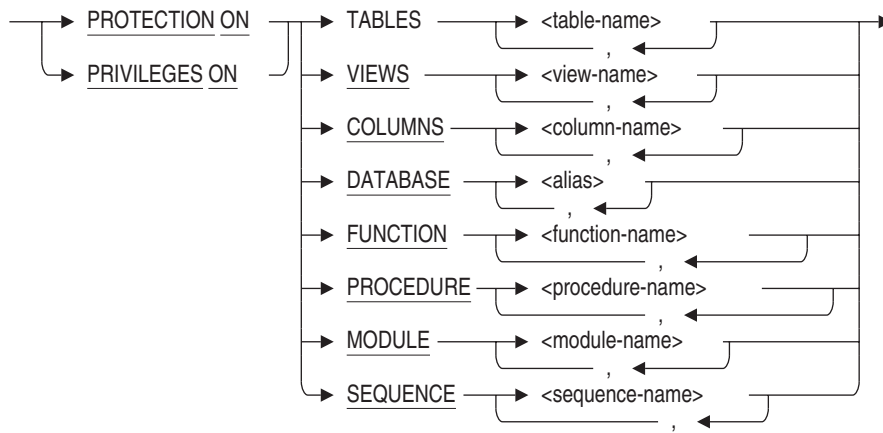 PROTECTION ON TABLES <table-name>
,
PRIVILEGES ON VIEWS <view-name>
,
COLUMNS <column-name>
,
DATABASE <alias>
,
FUNCTION <function-name>
,
PROCEDURE <procedure-name>
,
MODULE <module-name>
,
SEQUENCE <sequence-name>
,